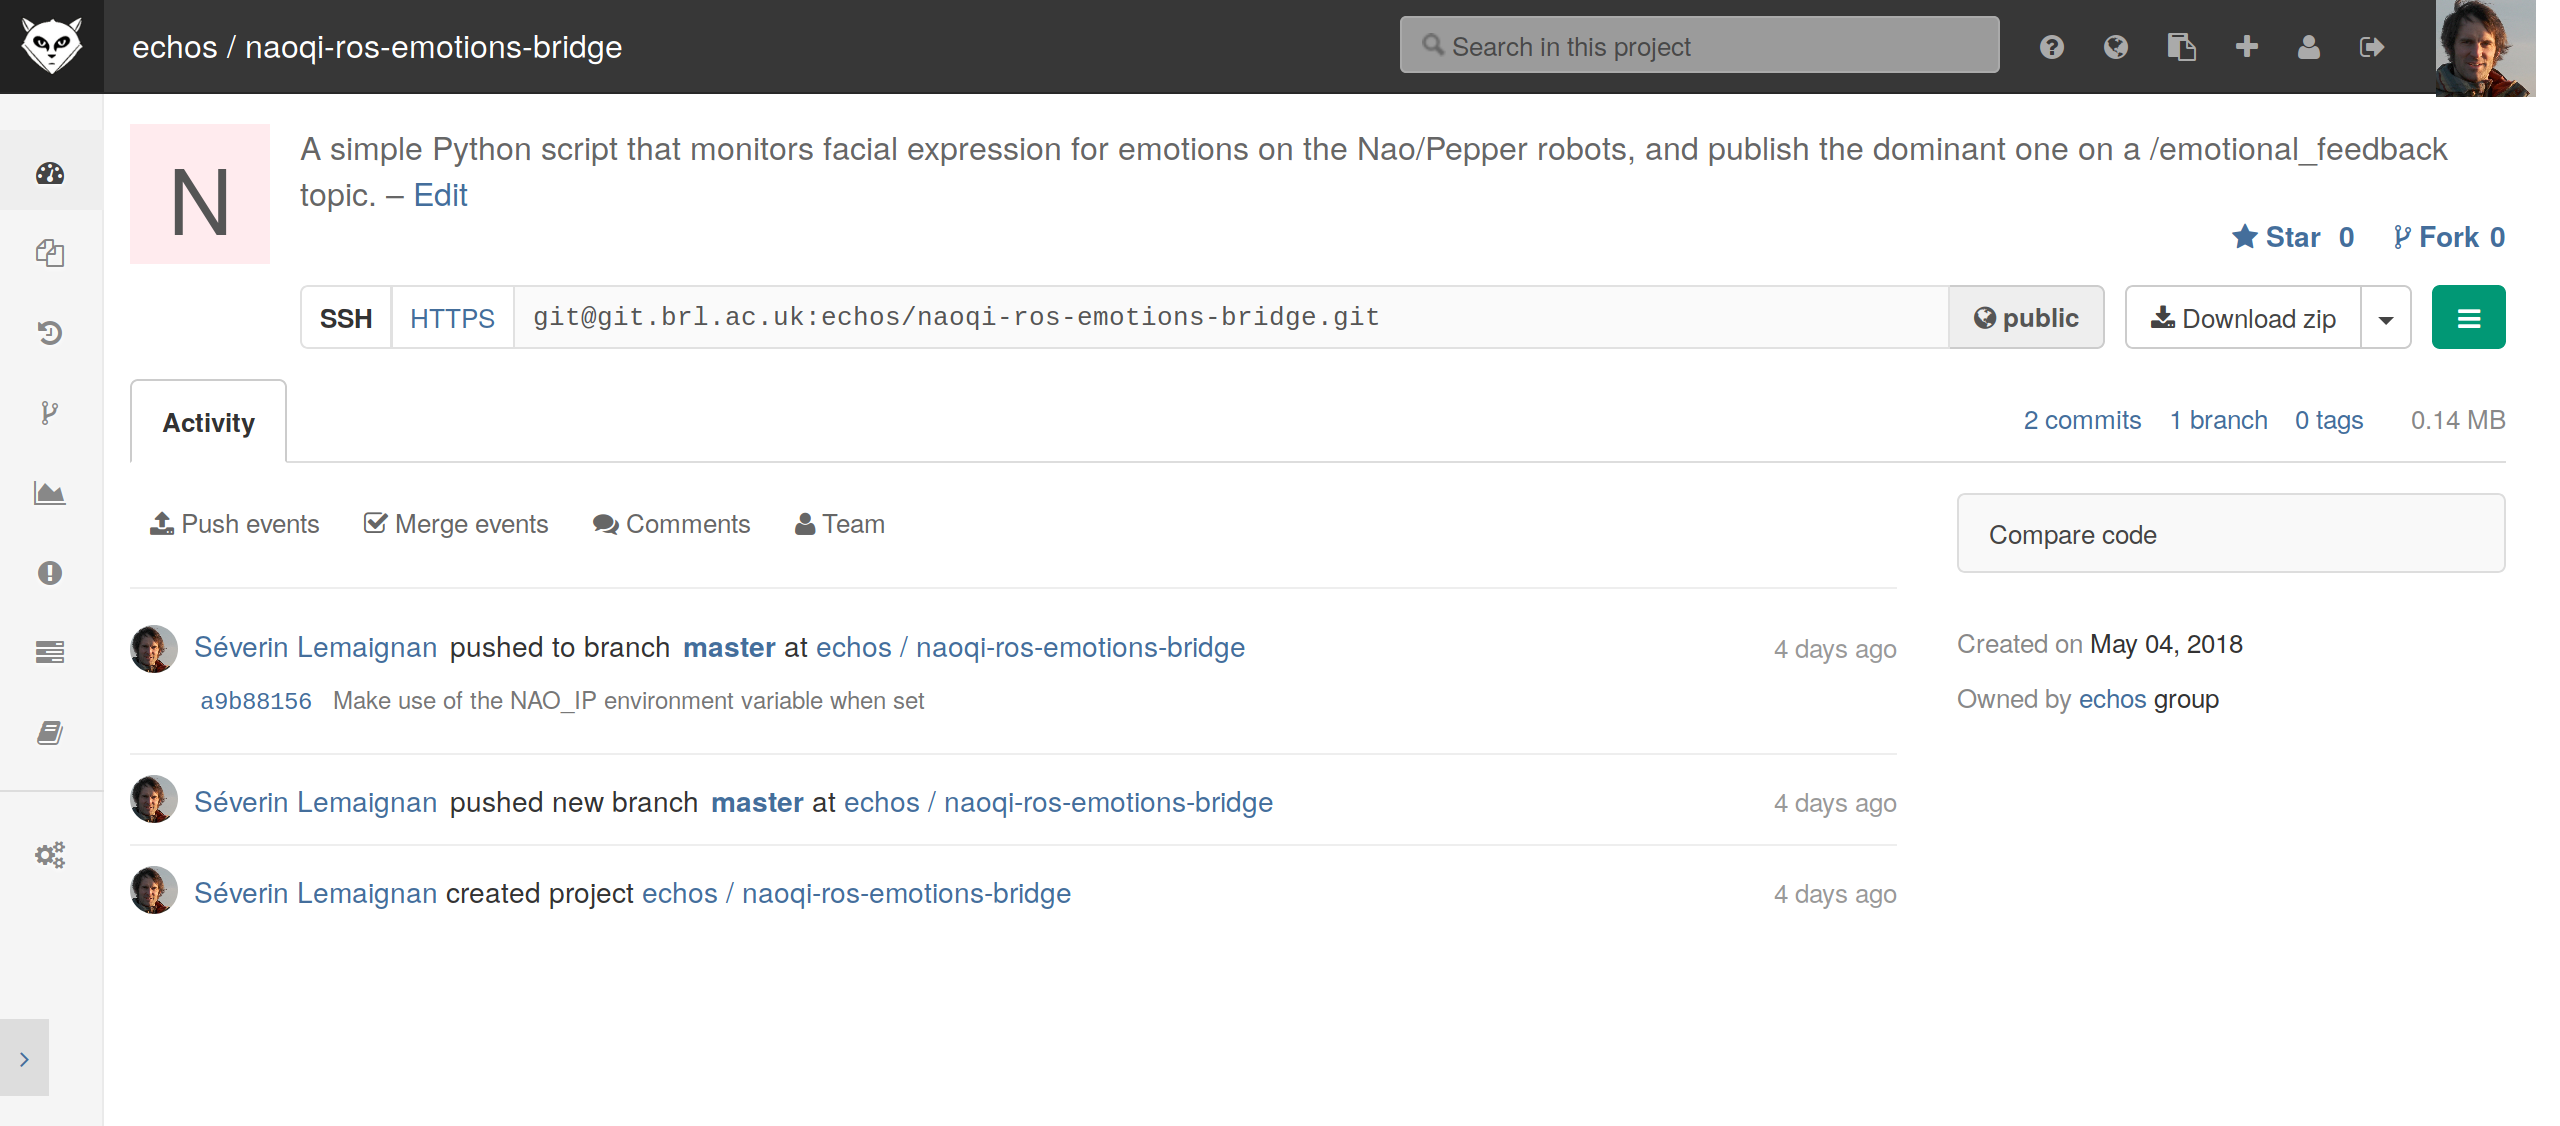 echos / naoqi-ros-emotions-bridge
Search in this project
N
A simple Python script that monitors facial expression for emotions on the Nao/Pepper robots, and publish the dominant one on a /emotional_feedback
topic. – Edit
Star 0 Fork 0
SSH HTTPS git@git.brl.ac.uk:echos/naoqi-ros-emotions-bridge.git public Download zip
Activity
2 commits 1 branch 0 tags 0.14 MB
Push events Merge events Comments Team
Compare code
Séverin Lemaignan pushed to branch master at echos / naoqi-ros-emotions-bridge 4 days ago
a9b88156 Make use of the NAO_IP environment variable when set
Séverin Lemaignan pushed new branch master at echos / naoqi-ros-emotions-bridge 4 days ago
Séverin Lemaignan created project echos / naoqi-ros-emotions-bridge 4 days ago
Created on May 04, 2018
Owned by echos group